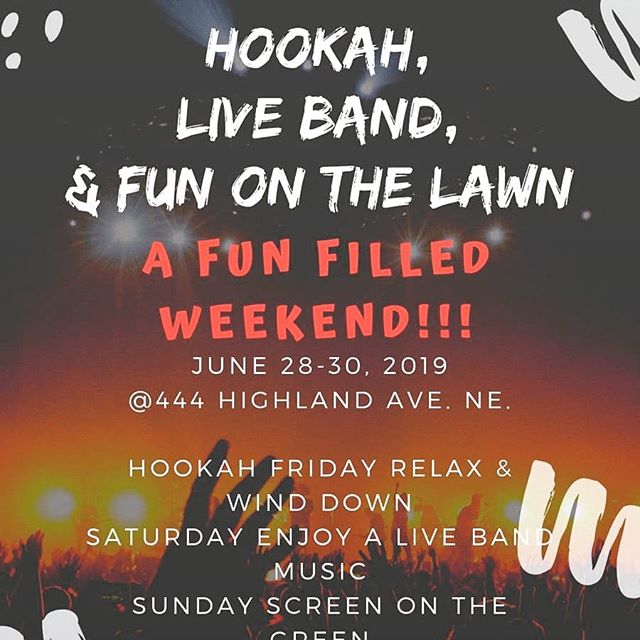 HOOKAH,
LIVE BAND,
& FUN ON THE LAWN
A FUN FILLED
WEEKEND!!!
JUNE 28-30, 2019
@444 HIGHLAND AVE. NE.
HOOKAH FRIDAY RELAX &
WIND DOWN
SATURDAY ENJOY A LIVE BAND
MUSIC
SUNDAY SCREEN ON THE
GREEN